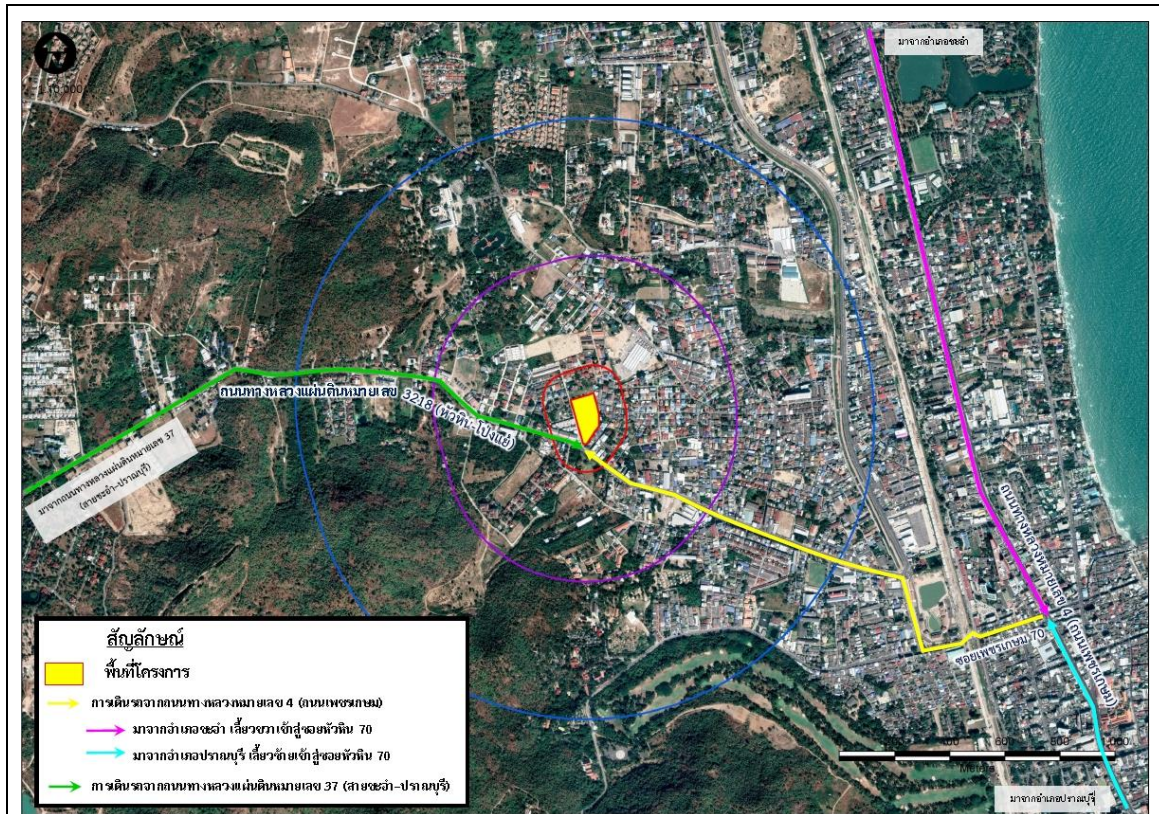 N
1:10,000
มาจากอำเภอชะอำ
ถนนทางหลวงแผ่นดินหมายเลข 3218 (หัวหิน-โป่งแย้)
มาจากถนนทางหลวงแผ่นดินหมายเลข 37
(สายชะอำ-ปราณบุรี)
ถนนทางหลวงหมายเลข 4 (ถนนเพชรเกษม)
ซอยเพชรเกษม 70
สัญลักษณ์
พื้นที่โครงการ
การเดินรถจากถนนทางหลวงหมายเลข 4 (ถนนเพชรเกษม)
มาจากอำเภอชะอำ เลี้ยวขวาเข้าสู่ซอยหัวหิน 70
มาจากอำเภอปราณบุรี เลี้ยวซ้ายเข้าสู่ซอยหัวหิน 70
การเดินรถจากถนนทางหลวงแผ่นดินหมายเลข 37 (สายชะอำ-ปราณบุรี)
600
Meters
มาจากอำเภอปราณบุรี